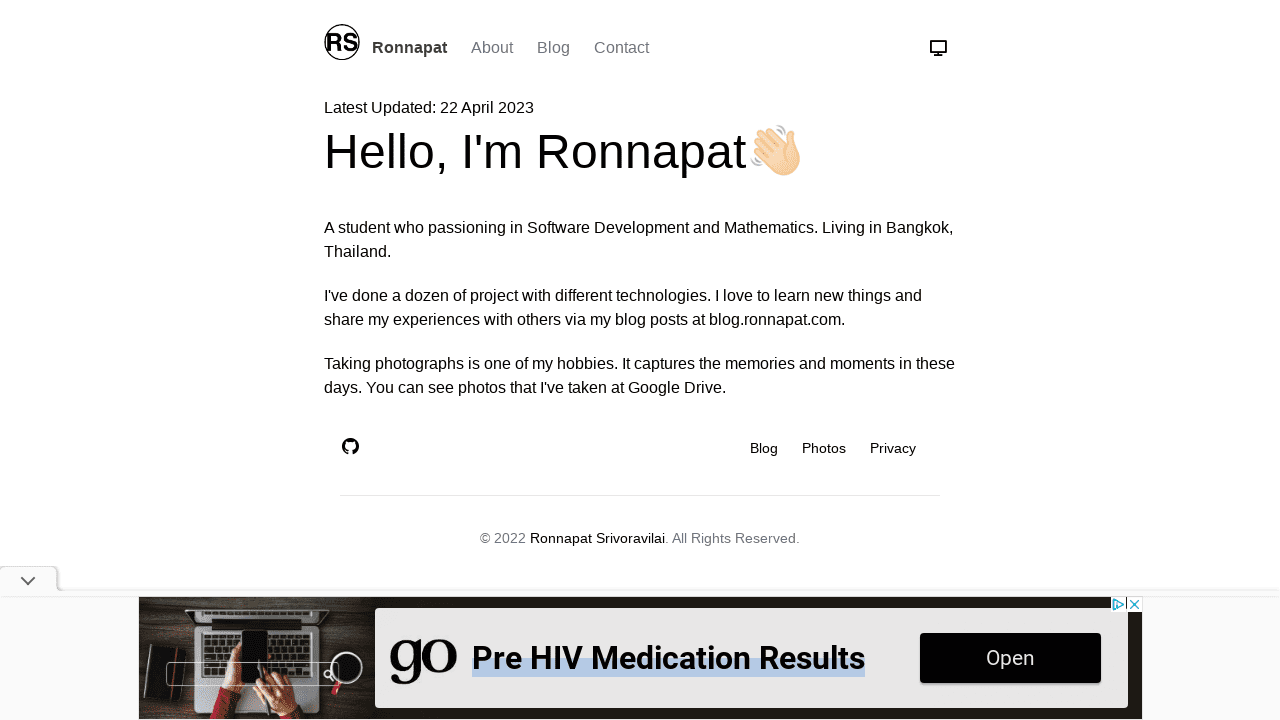 RS Ronnapat About Blog Contact
Latest Updated: 22 April 2023
Hello, I'm Ronnapat👋🏻
A student who passioning in Software Development and Mathematics. Living in Bangkok,
Thailand.
I've done a dozen of project with different technologies. I love to learn new things and
share my experiences with others via my blog posts at blog.ronnapat.com.
Taking photographs is one of my hobbies. It captures the memories and moments in these
days. You can see photos that I've taken at Google Drive.
Blog Photos Privacy
© 2022 Ronnapat Srivoravilai. All Rights Reserved.
go Pre HIV Medication Results Open